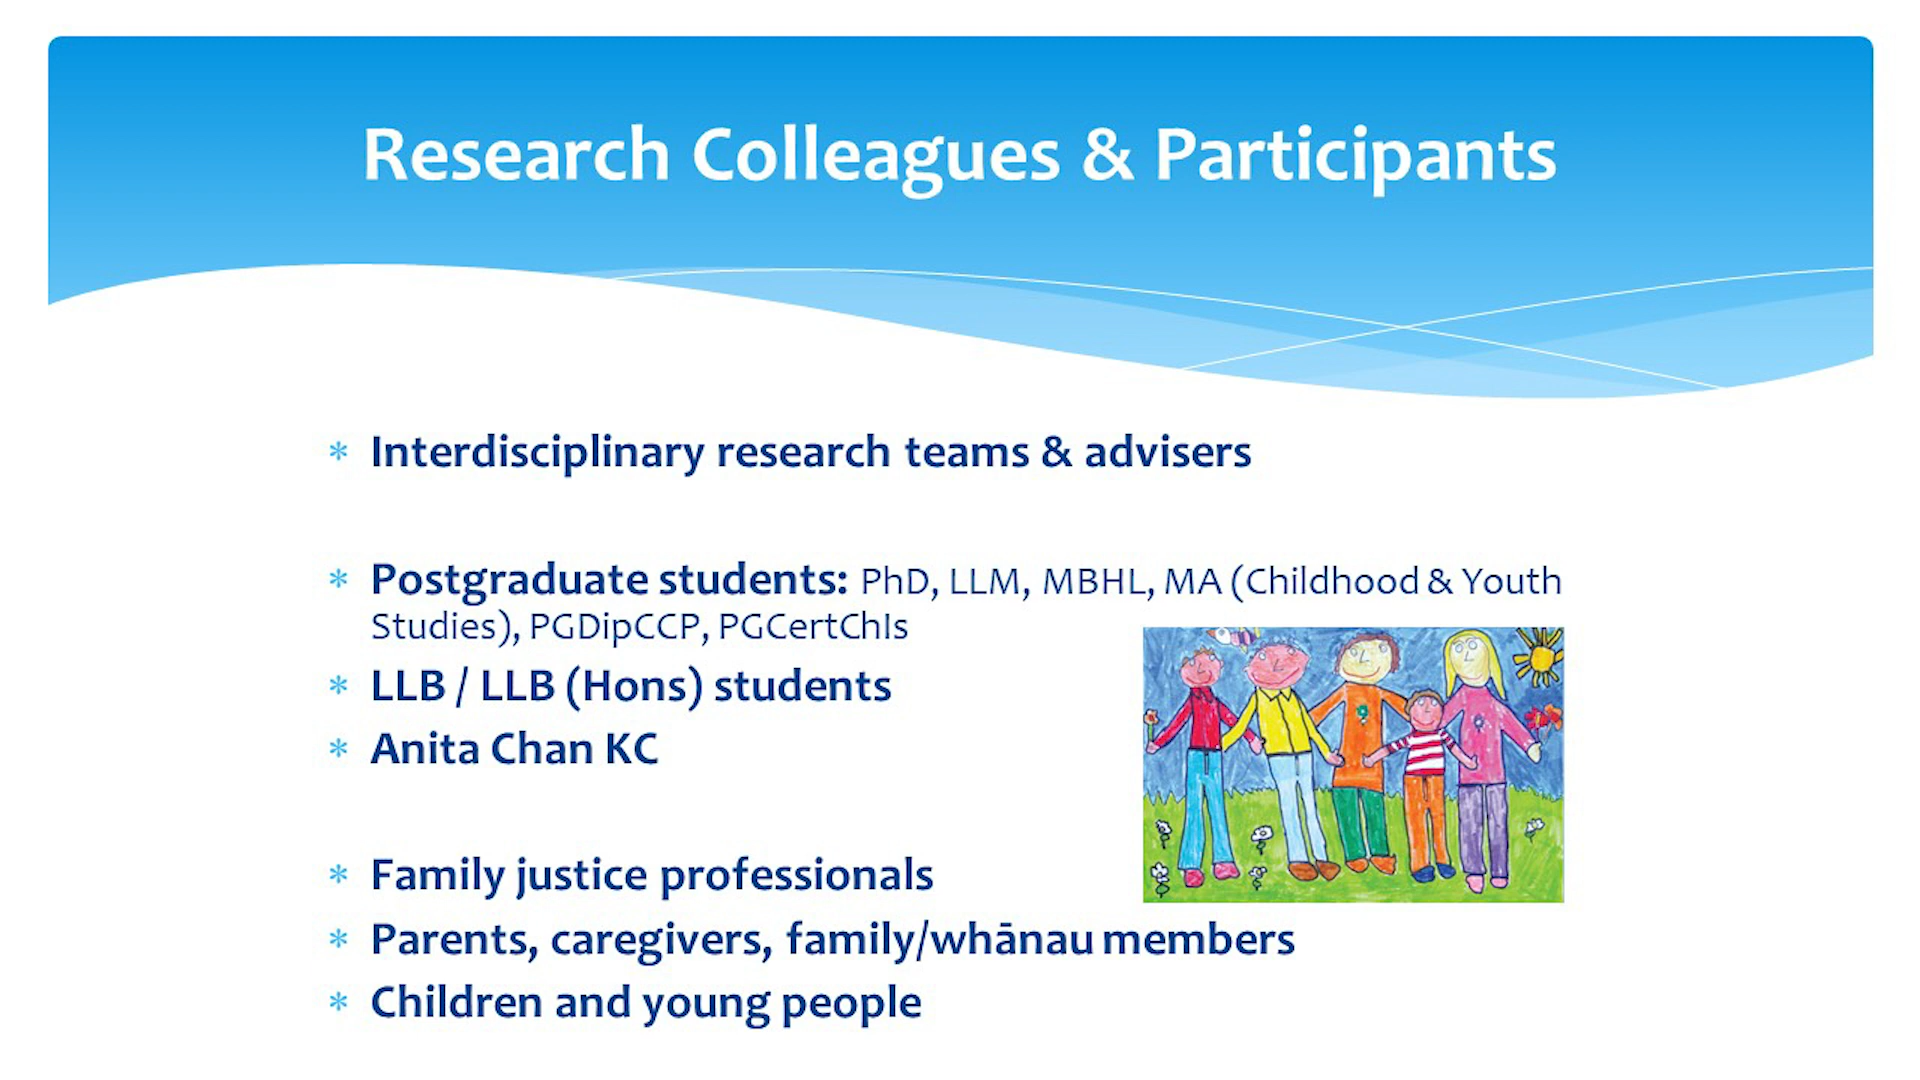 Research Colleagues & Participants
* Interdisciplinary research teams & advisers
* Postgraduate students: PhD, LLM, MBHL, MA (Childhood & Youth
Studies), PGDipCCP, PGCertChIs
* LLB / LLB (Hons) students
* Anita Chan KC
* Family justice professionals
* Parents, caregivers, family/whānau members
* Children and young people